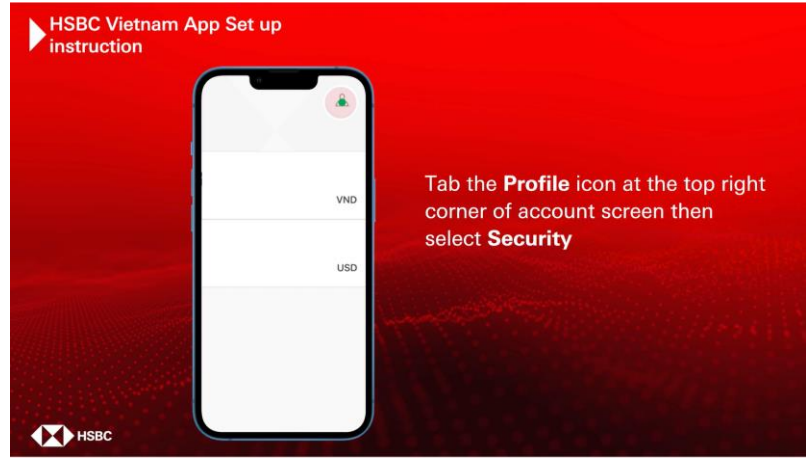 HSBC Vietnam App Set up
instruction
VND
USD
Tab the Profile icon at the top right
corner of account screen then
select Security
HSBC